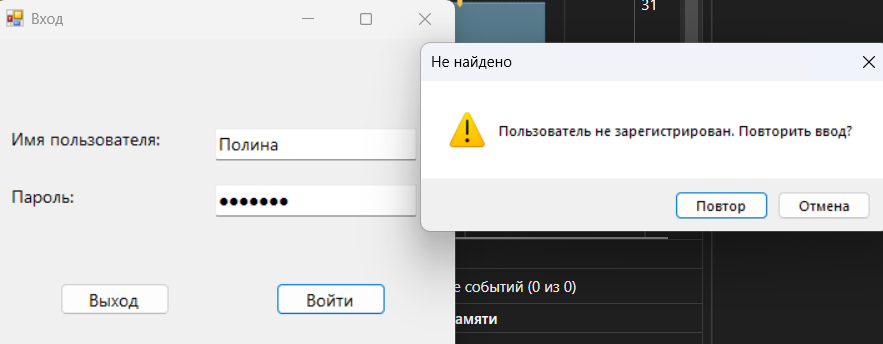 Вход
31
Не найдено
Имя пользователя:
Полина
Пользователь не зарегистрирован. Повторить ввод?
Пароль:
●●●●●●●
Повтор
Отмена
Выход
Войти
е событий (0 из 0)
амяти